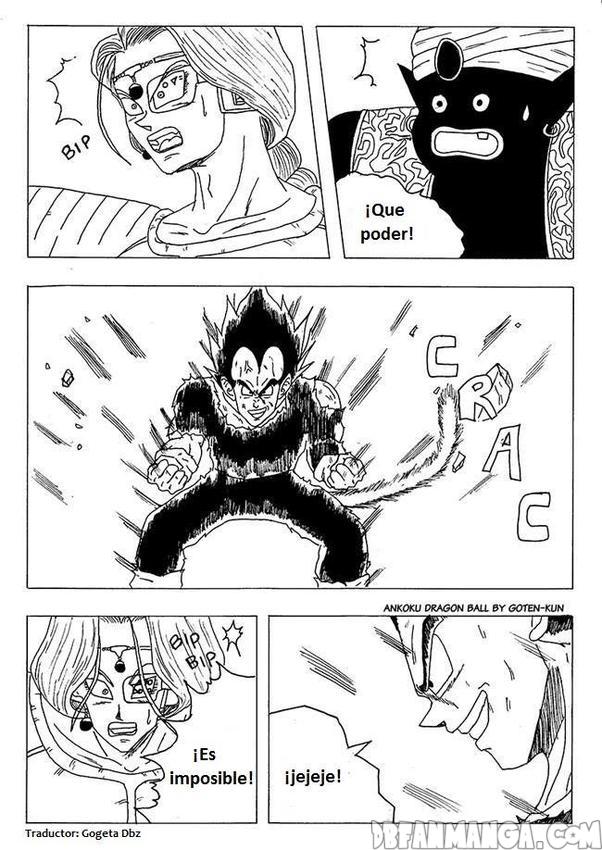 BIP
¡Que
poder!
CRAC
ANKOKU DRAGON BALL BY GOTEN-KUN
BIP
BIP
¡Es
imposible!
¡jejeje!
Traductor: Gogeta Dbz
DBFANMANGA.COM